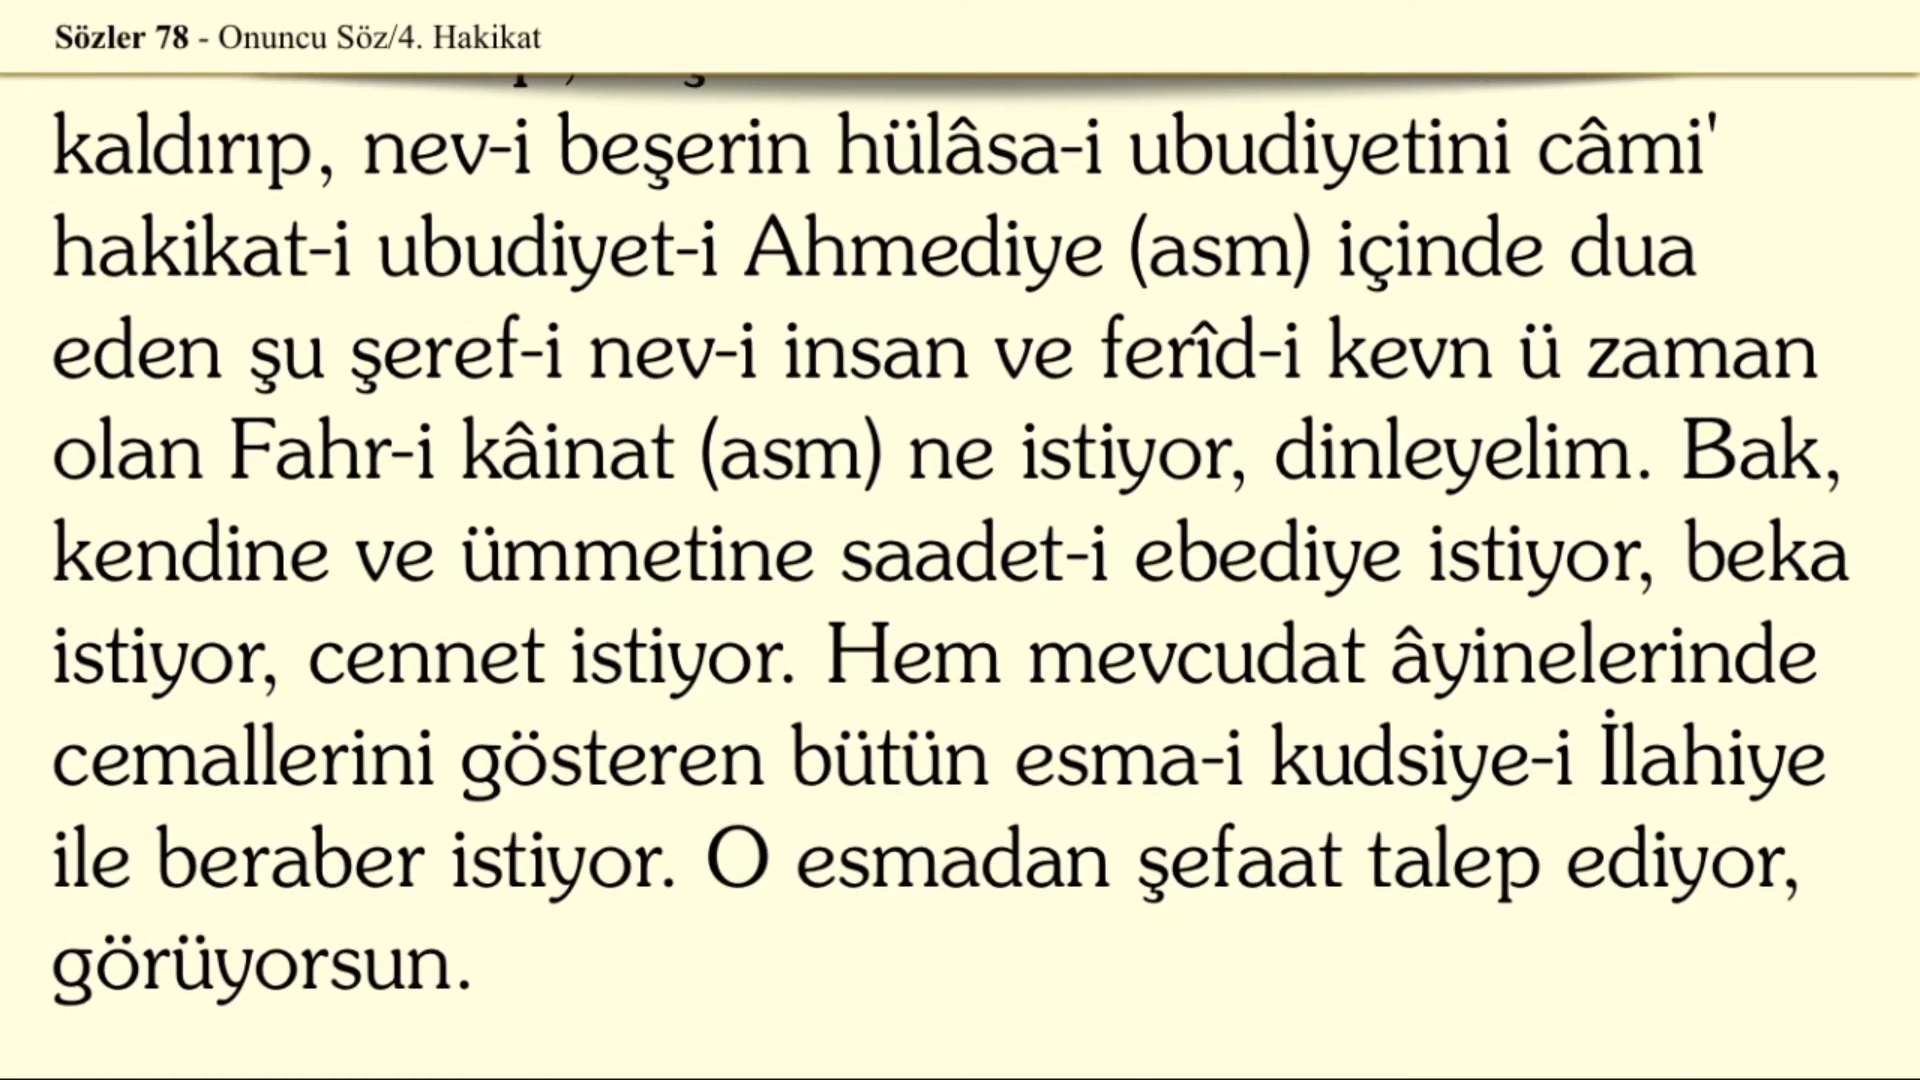 Sözler 78 - Onuncu Söz/4. Hakikat
kaldırıp, nev-i beşerin hülâsa-i ubudiyetini câmi'
hakikat-i ubudiyet-i Ahmediye (asm) içinde dua
eden şu şeref-i nev-i insan ve ferîd-i kevn ü zaman
olan Fahr-i kâinat (asm) ne istiyor, dinleyelim. Bak,
kendine ve ümmetine saadet-i ebediye istiyor, beka
istiyor, cennet istiyor. Hem mevcudat âyinelerinde
cemallerini gösteren bütün esma-i kudsiye-i İlahiye
ile beraber istiyor. O esmadan şefaat talep ediyor,
görüyorsun.